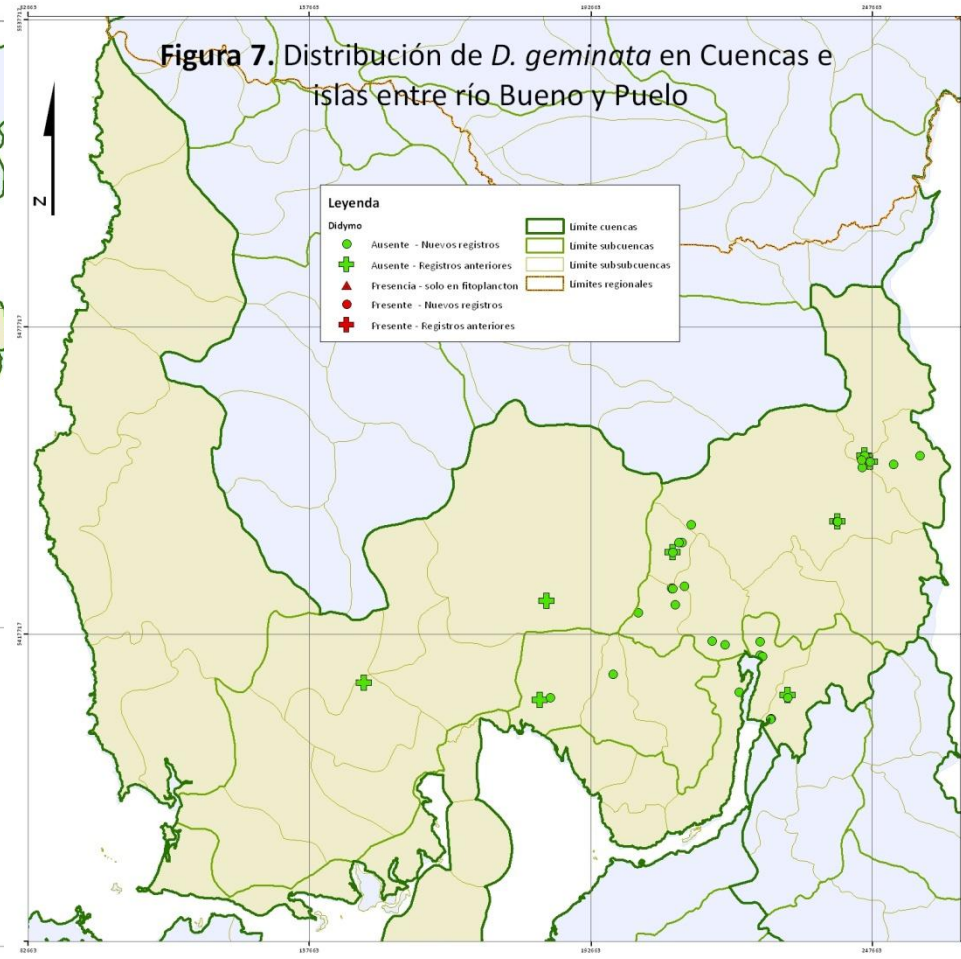 Figura 7. Distribución de D. geminata en Cuencas e
islas entre río Bueno y Puelo
N
Leyenda
Didymo
Ausente - Nuevos registros
Ausente - Registros anteriores
Presencia - solo en fitoplancton
Presente - Nuevos registros
Presente - Registros anteriores
Límite cuencas
Límite subcuencas
Límite subsubcuencas
Límites regionales